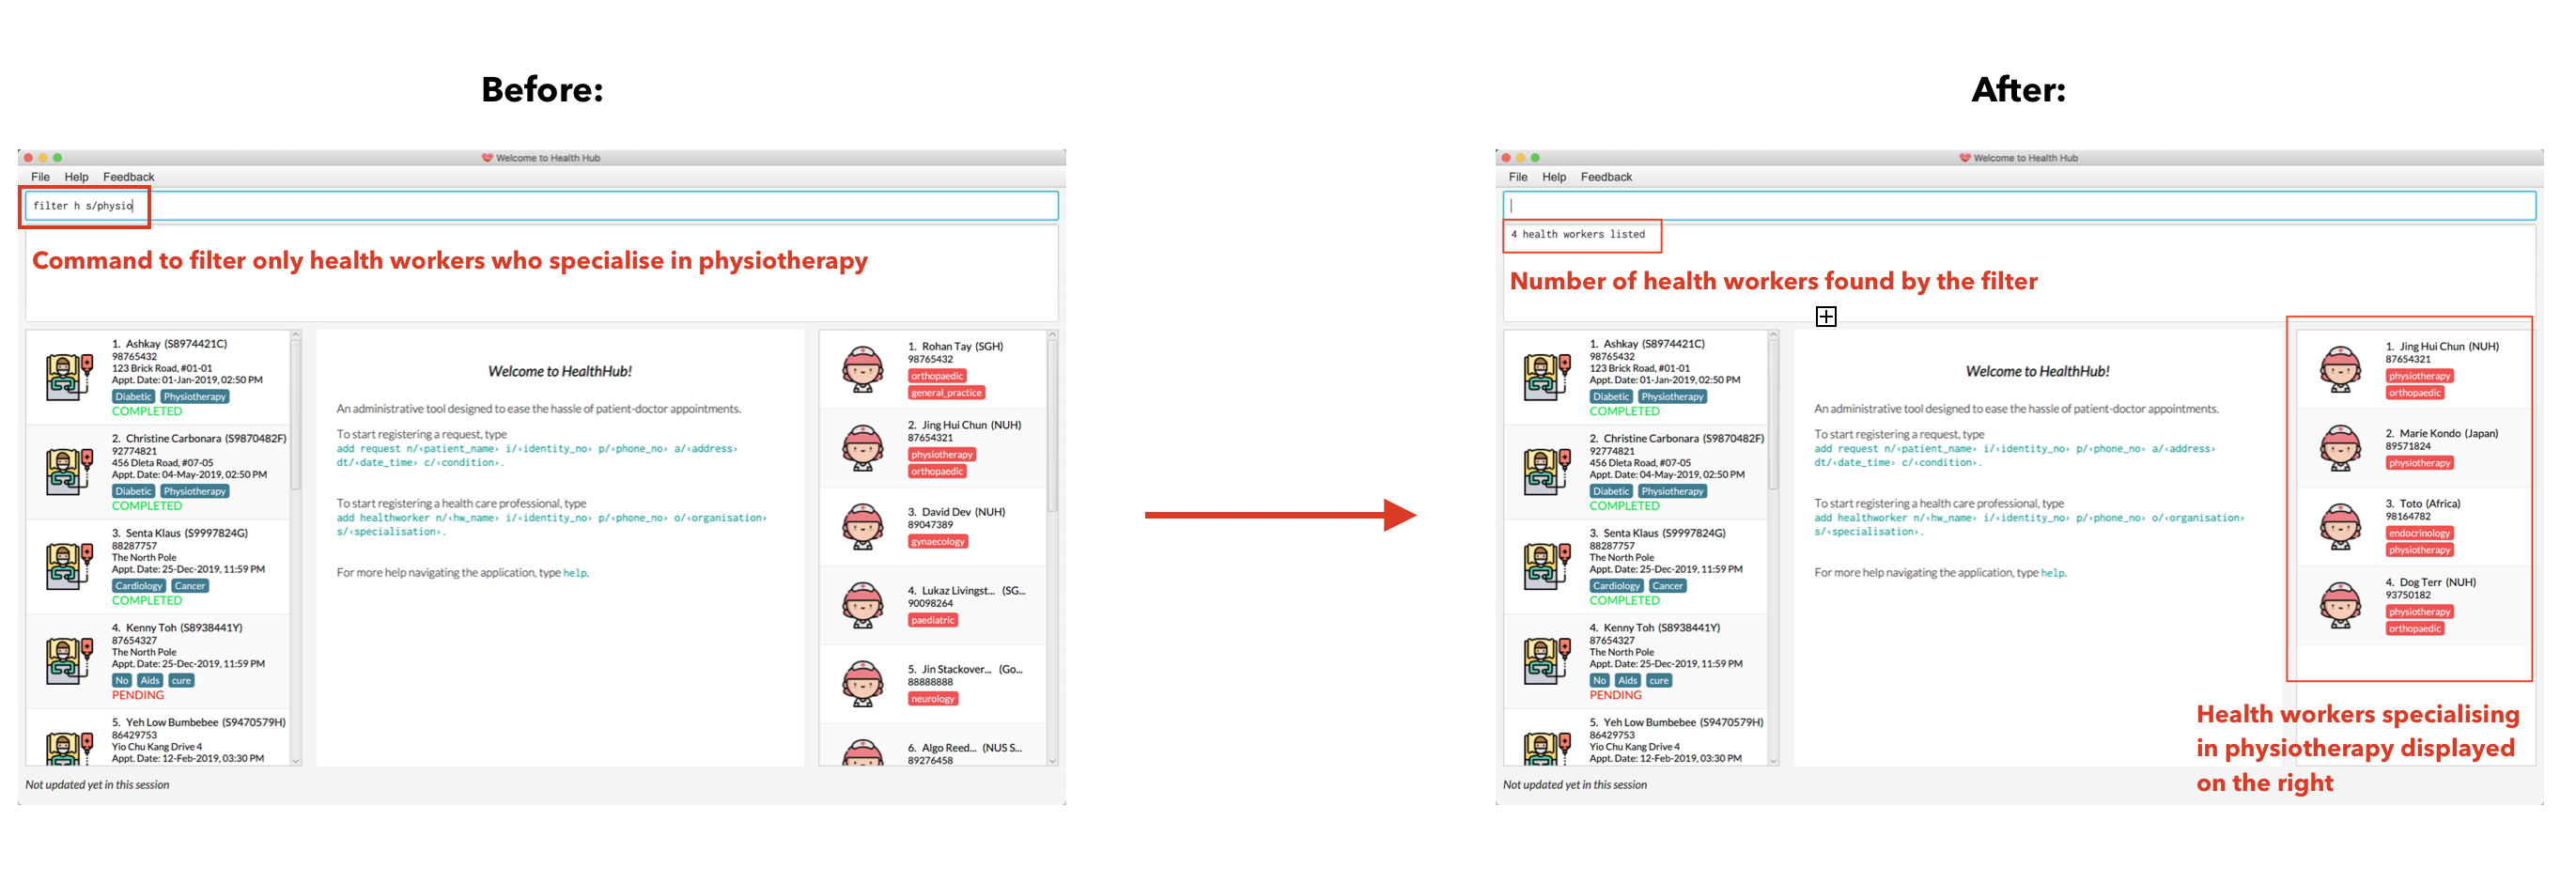 Before:
Welcome to Health Hub
File Help Feedback
filter h s/physio
Command to filter only health workers who specialise in physiotherapy
1. Ashkay (S8974421C)
98765432
123 Brick Road, #01-01
Appt. Date: 01-Jan-2019, 02:50 PM
Diabetic Physiotherapy
COMPLETED
2. Christine Carbonara (S9870482F)
92774821
456 Dleta Road, #07-05
Appt. Date: 04-May-2019, 02:50 PM
Diabetic Physiotherapy
COMPLETED
3. Senta Klaus (S9997824G)
88287757
The North Pole
Appt. Date: 25-Dec-2019, 11:59 PM
Cardiology Cancer
COMPLETED
4. Kenny Toh (S8938441Y)
87654327
The North Pole
Appt. Date: 25-Dec-2019, 11:59 PM
No Aids cure
PENDING
5. Yeh Low Bumbebee (S9470579H)
86429753
Yio Chu Kang Drive 4
Appt. Date: 12-Feb-2019, 03:30 PM
Welcome to HealthHub!
An administrative tool designed to ease the hassle of patient-doctor appointments.
To start registering a request, type
add request n/‹patient_name› i/‹identity_no› p/‹phone_no› a/‹address›
dt/‹date_time› c/‹condition›.
To start registering a health care professional, type
add healthworker n/‹hw_name› i/‹identity_no› p/‹phone_no› o/‹organisation›
s/‹specialisation›.
For more help navigating the application, type help.
1. Rohan Tay (SGH)
98765432
orthopaedic
general_practice
2. Jing Hui Chun (NUH)
87654321
physiotherapy
orthopaedic
3. David Dev (NUH)
89047389
gynaecology
4. Lukaz Livingst... (SG...
90098264
paediatric
5. Jin Stackover... (Go...
88888888
neurology
6. Algo Reed... (NUS S...
89276458
Not updated yet in this session
After:
Welcome to Health Hub
File Help Feedback
4 health workers listed
Number of health workers found by the filter
1. Ashkay (S8974421C)
98765432
123 Brick Road, #01-01
Appt. Date: 01-Jan-2019, 02:50 PM
Diabetic Physiotherapy
COMPLETED
2. Christine Carbonara (S9870482F)
92774821
456 Dleta Road, #07-05
Appt. Date: 04-May-2019, 02:50 PM
Diabetic Physiotherapy
COMPLETED
3. Senta Klaus (S9997824G)
88287757
The North Pole
Appt. Date: 25-Dec-2019, 11:59 PM
Cardiology Cancer
COMPLETED
4. Kenny Toh (S8938441Y)
87654327
The North Pole
Appt. Date: 25-Dec-2019, 11:59 PM
No Aids cure
PENDING
5. Yeh Low Bumbebee (S9470579H)
86429753
Yio Chu Kang Drive 4
Appt. Date: 12-Feb-2019, 03:30 PM
Welcome to HealthHub!
An administrative tool designed to ease the hassle of patient-doctor appointments.
To start registering a request, type
add request n/‹patient_name› i/‹identity_no› p/‹phone_no› a/‹address›
dt/‹date_time› c/‹condition›.
To start registering a health care professional, type
add healthworker n/‹hw_name› i/‹identity_no› p/‹phone_no› o/‹organisation›
s/‹specialisation›.
For more help navigating the application, type help.
1. Jing Hui Chun (NUH)
87654321
physiotherapy
orthopaedic
2. Marie Kondo (Japan)
89571824
physiotherapy
3. Toto (Africa)
98164782
endocrinology
physiotherapy
4. Dog Terr (NUH)
93750182
physiotherapy
orthopaedic
Health workers specialising
in physiotherapy displayed
on the right
Not updated yet in this session